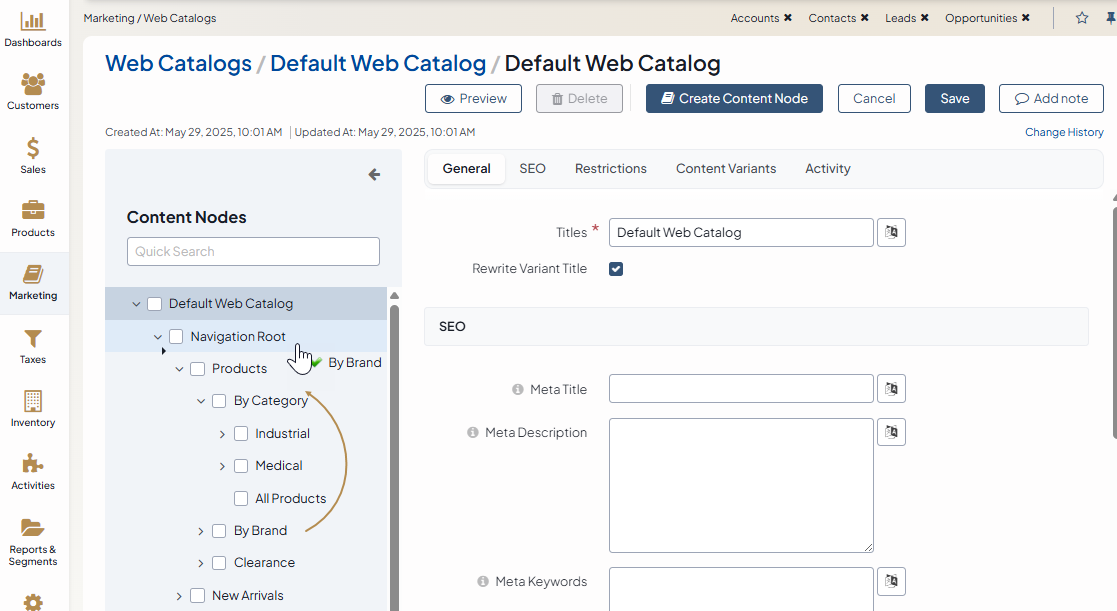 Marketing / Web Catalogs
Accounts ✖ Contacts ✖ Leads ✖ Opportunities ✖
Dashboards
Customers
Sales
Products
Marketing
Taxes
Inventory
Activities
Reports &
Segments
Web Catalogs / Default Web Catalog / Default Web Catalog
Preview Delete Create Content Node Cancel Save Add note
Created At: May 29, 2025, 10:01 AM | Updated At: May 29, 2025, 10:01 AM
Change History
Content Nodes
Quick Search
Default Web Catalog
Navigation Root
By Brand
Products
By Category
Industrial
Medical
All Products
By Brand
Clearance
New Arrivals
General SEO Restrictions Content Variants Activity
Titles * Default Web Catalog
Rewrite Variant Title
SEO
Meta Title
Meta Description
Meta Keywords